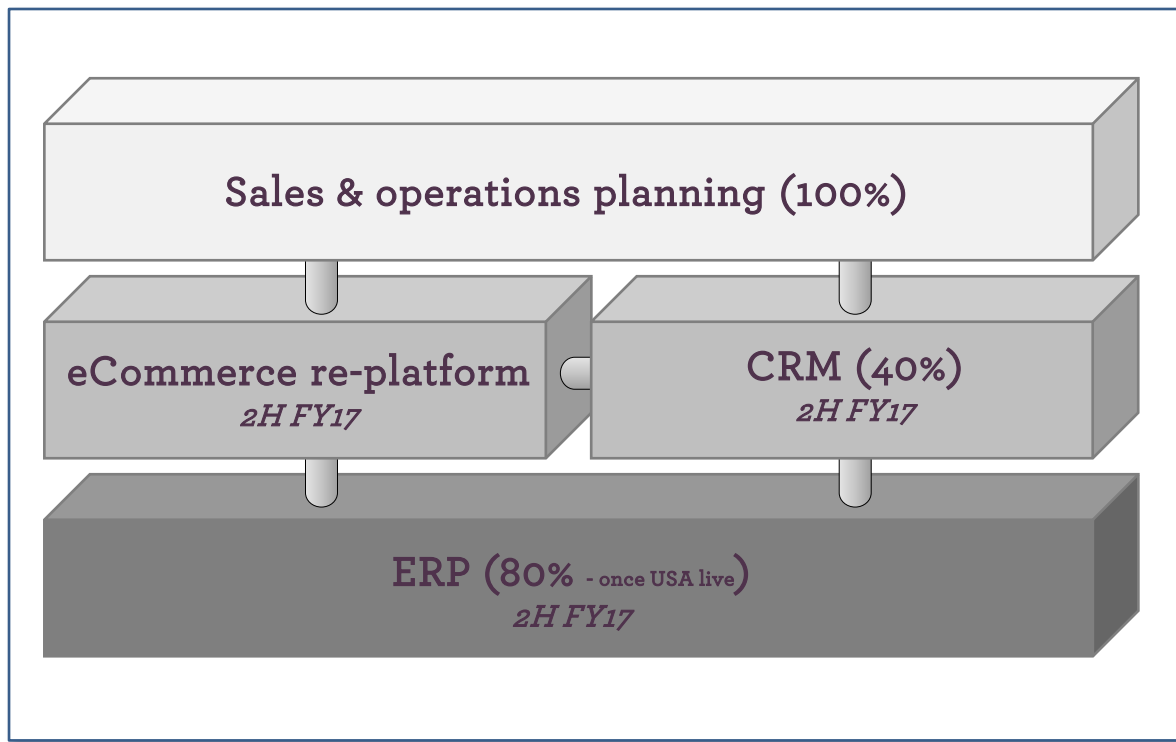 Sales & operations planning (100%)
eCommerce re-platform
2H FY17
CRM (40%)
2H FY17
ERP (80% - once USA live)
2H FY17